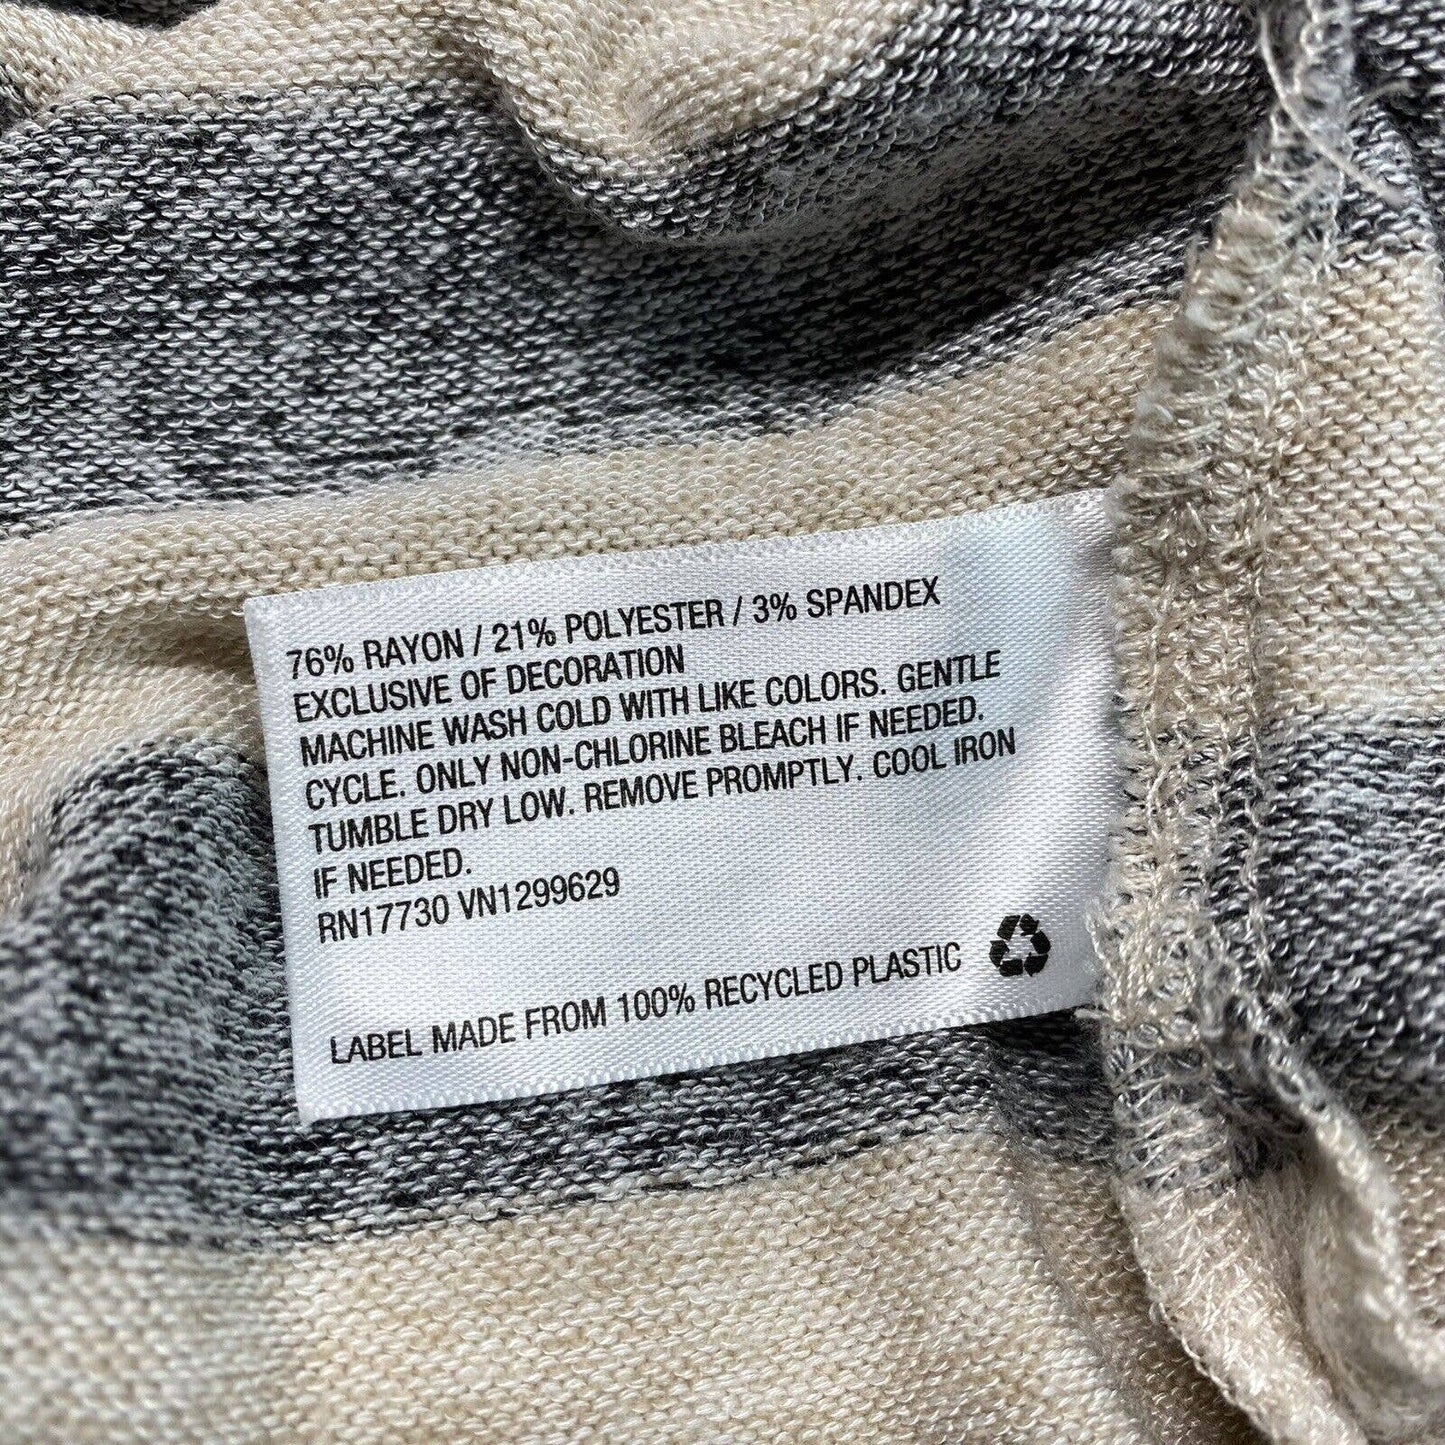 76% RAYON / 21% POLYESTER / 3% SPANDEX
EXCLUSIVE OF DECORATION
MACHINE WASH COLD WITH LIKE COLORS. GENTLE
CYCLE. ONLY NON-CHLORINE BLEACH IF NEEDED.
TUMBLE DRY LOW. REMOVE PROMPTLY. COOL IRON
IF NEEDED.
RN17730 VN1299629
LABEL MADE FROM 100% RECYCLED PLASTIC